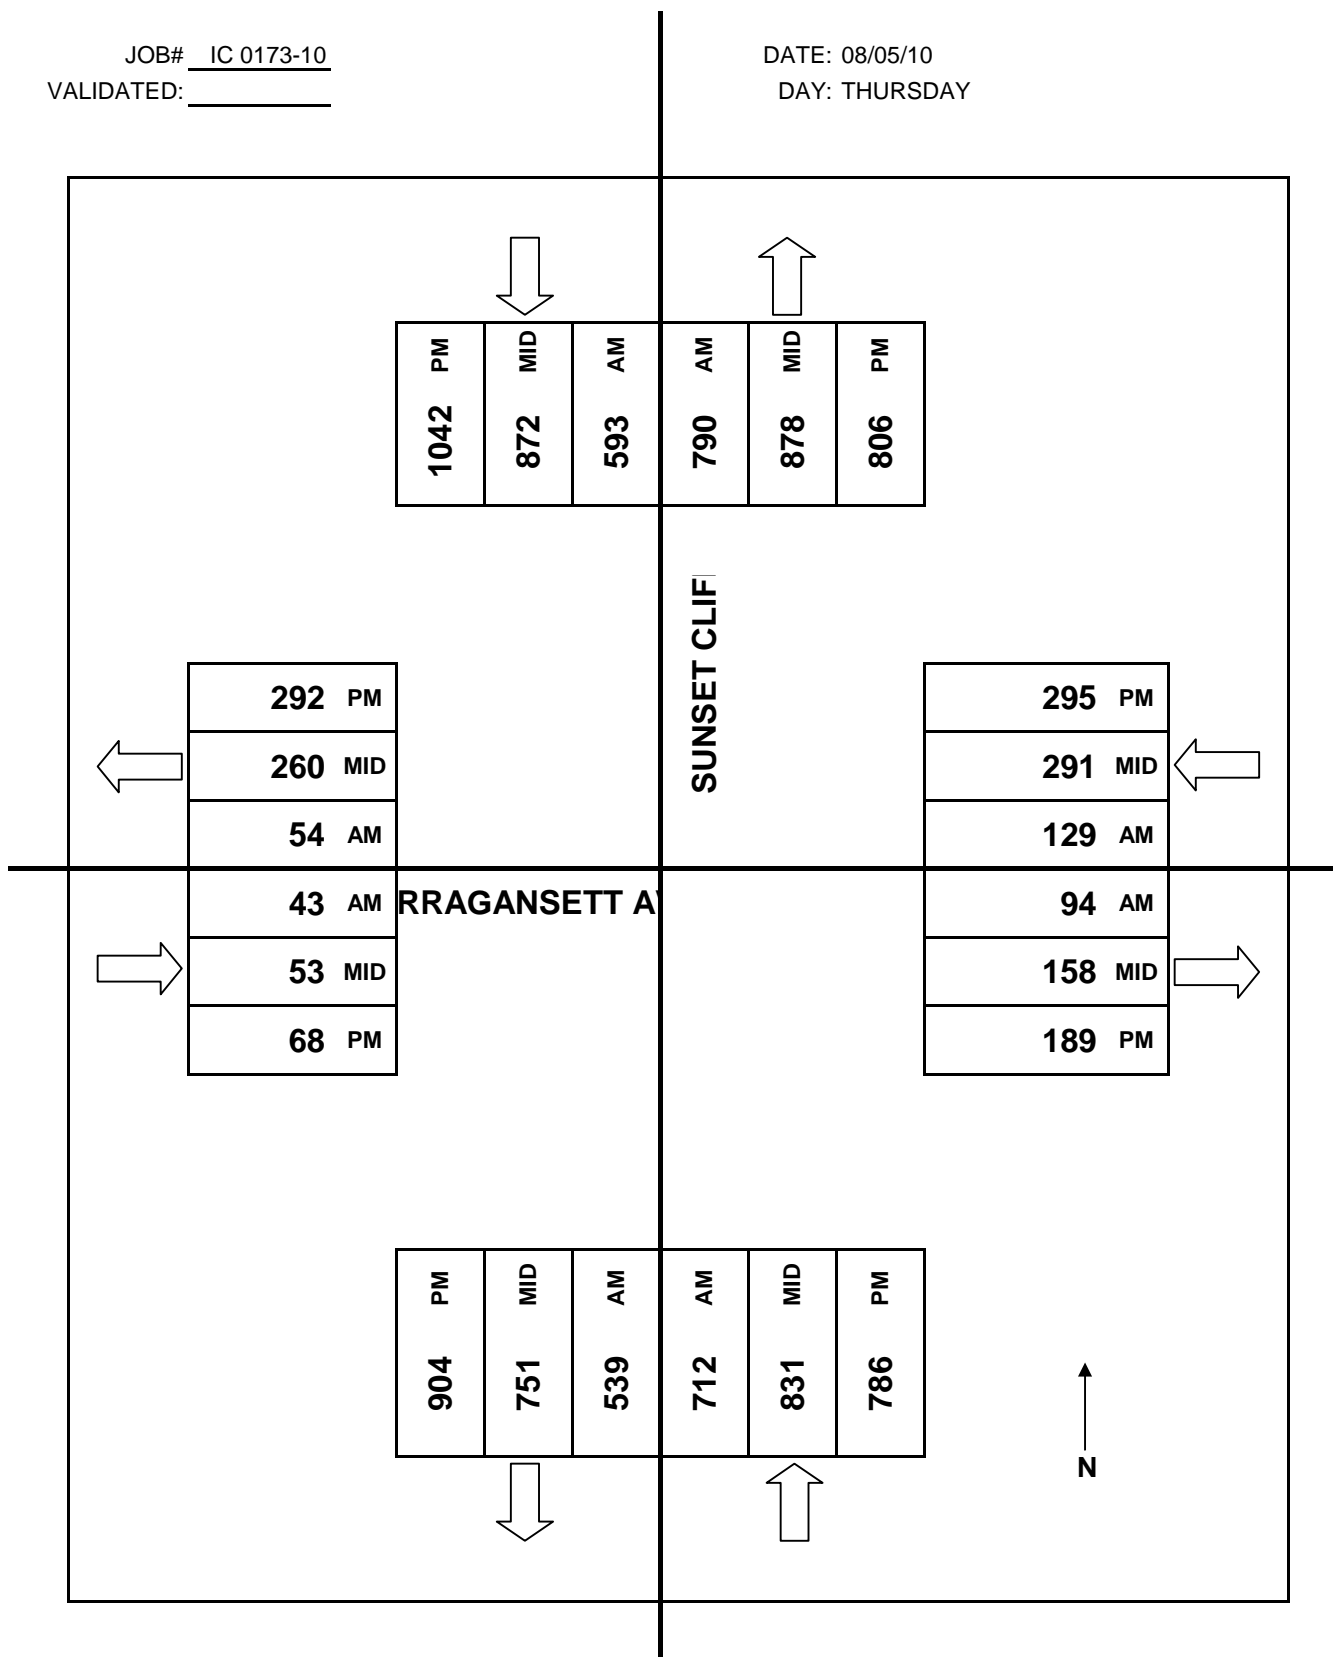 JOB# IC 0173-10
DATE: 08/05/10
VALIDATED:
DAY: THURSDAY
1042 PM
872 MID
593 AM
790 AM
878 MID
806 PM
SUNSET CLIF
292 PM
260 MID
54 AM
43 AM
53 MID
68 PM
RRAGANSETT A
295 PM
291 MID
129 AM
94 AM
158 MID
189 PM
904 PM
751 MID
539 AM
712 AM
831 MID
786 PM
N